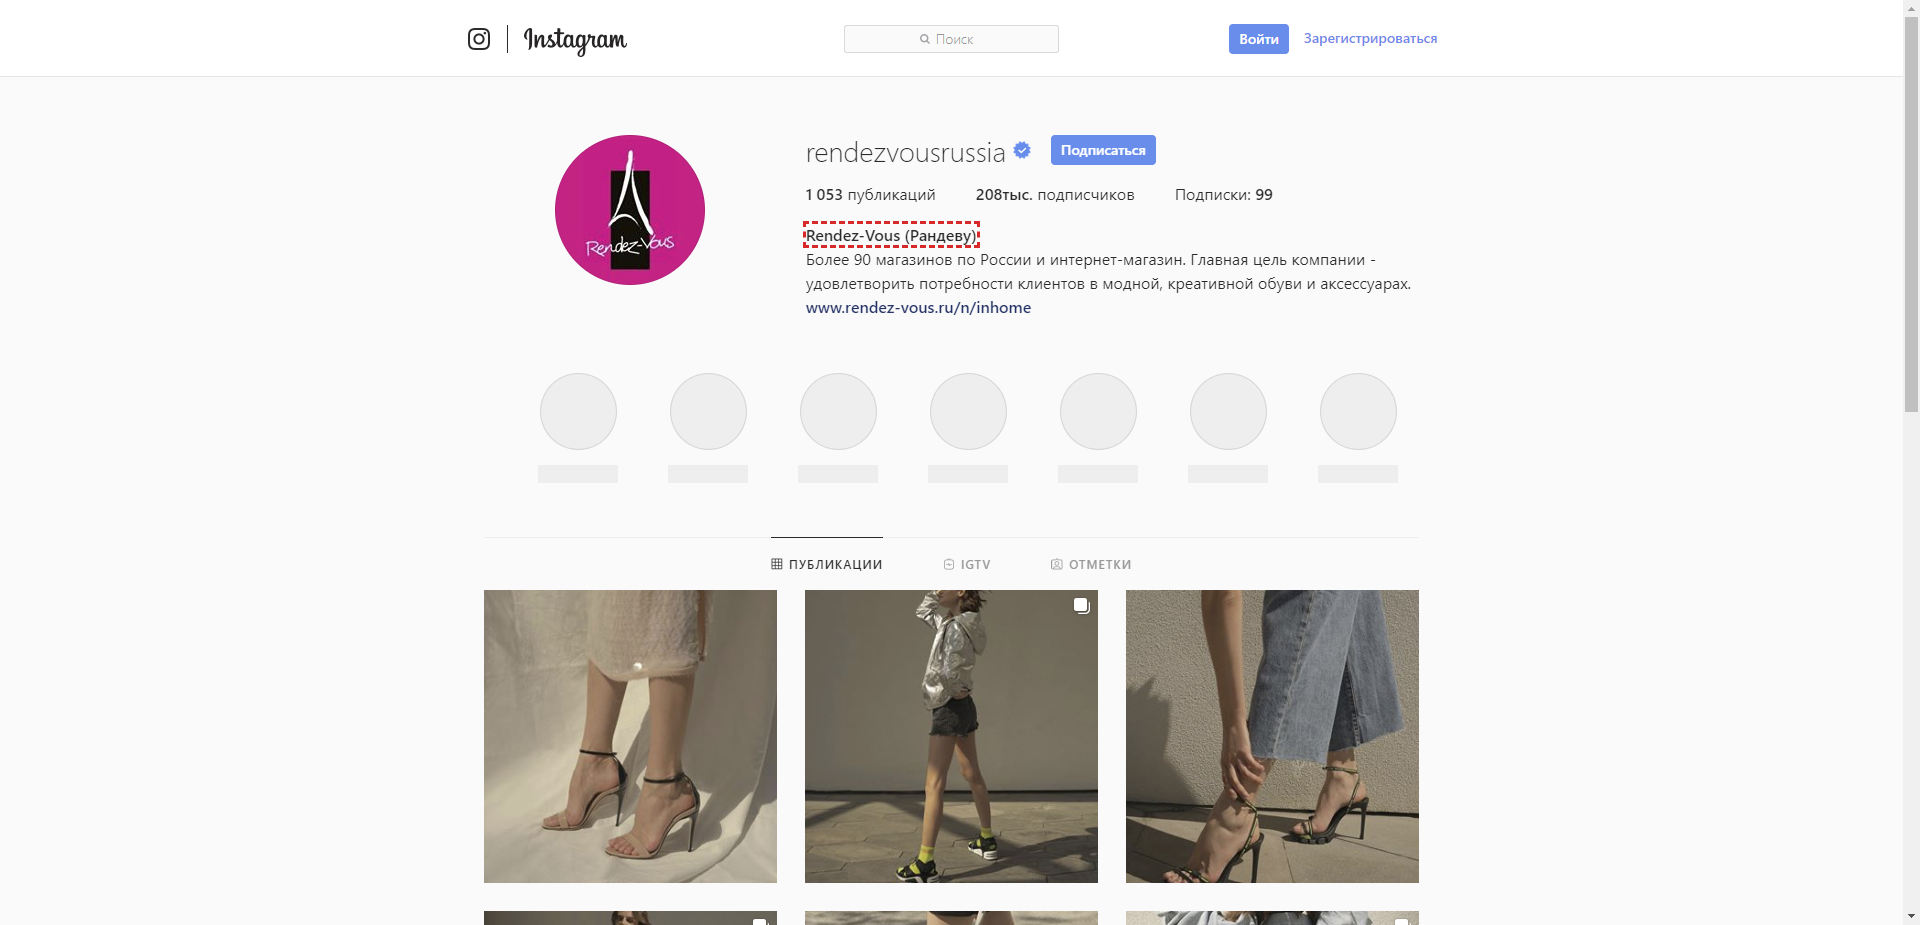 Instagram
Поиск
Войти
Зарегистрироваться
Rendez-Vous
rendezvousrussia
Подписаться
1 053 публикаций
208тыс. подписчиков
Подписки: 99
Rendez-Vous (Рандеву)
Более 90 магазинов по России и интернет-магазин. Главная цель компании -
удовлетворить потребности клиентов в модной, креативной обуви и аксессуарах.
www.rendez-vous.ru/n/inhome
ПУБЛИКАЦИИ
IGTV
ОТМЕТКИ